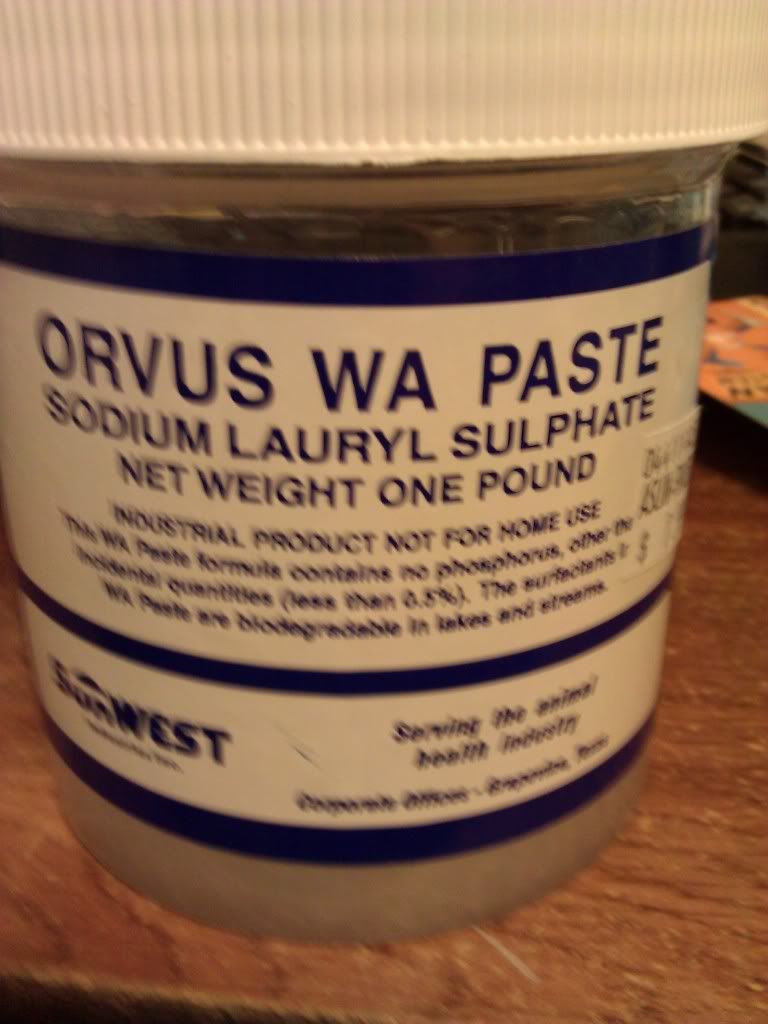 ORVUS WA PASTE
SODIUM LAURYL SULPHATE
NET WEIGHT ONE POUND
INDUSTRIAL PRODUCT NOT FOR HOME USE
This WA Paste formula contains no phosphorus, other
incidental quantities (less than 0.5%). The surfactants
WA Paste are biodegradable in lakes and streams.
SunWEST
Serving the animal
health industry
Corporate Offices - Grapevine, Texas
$